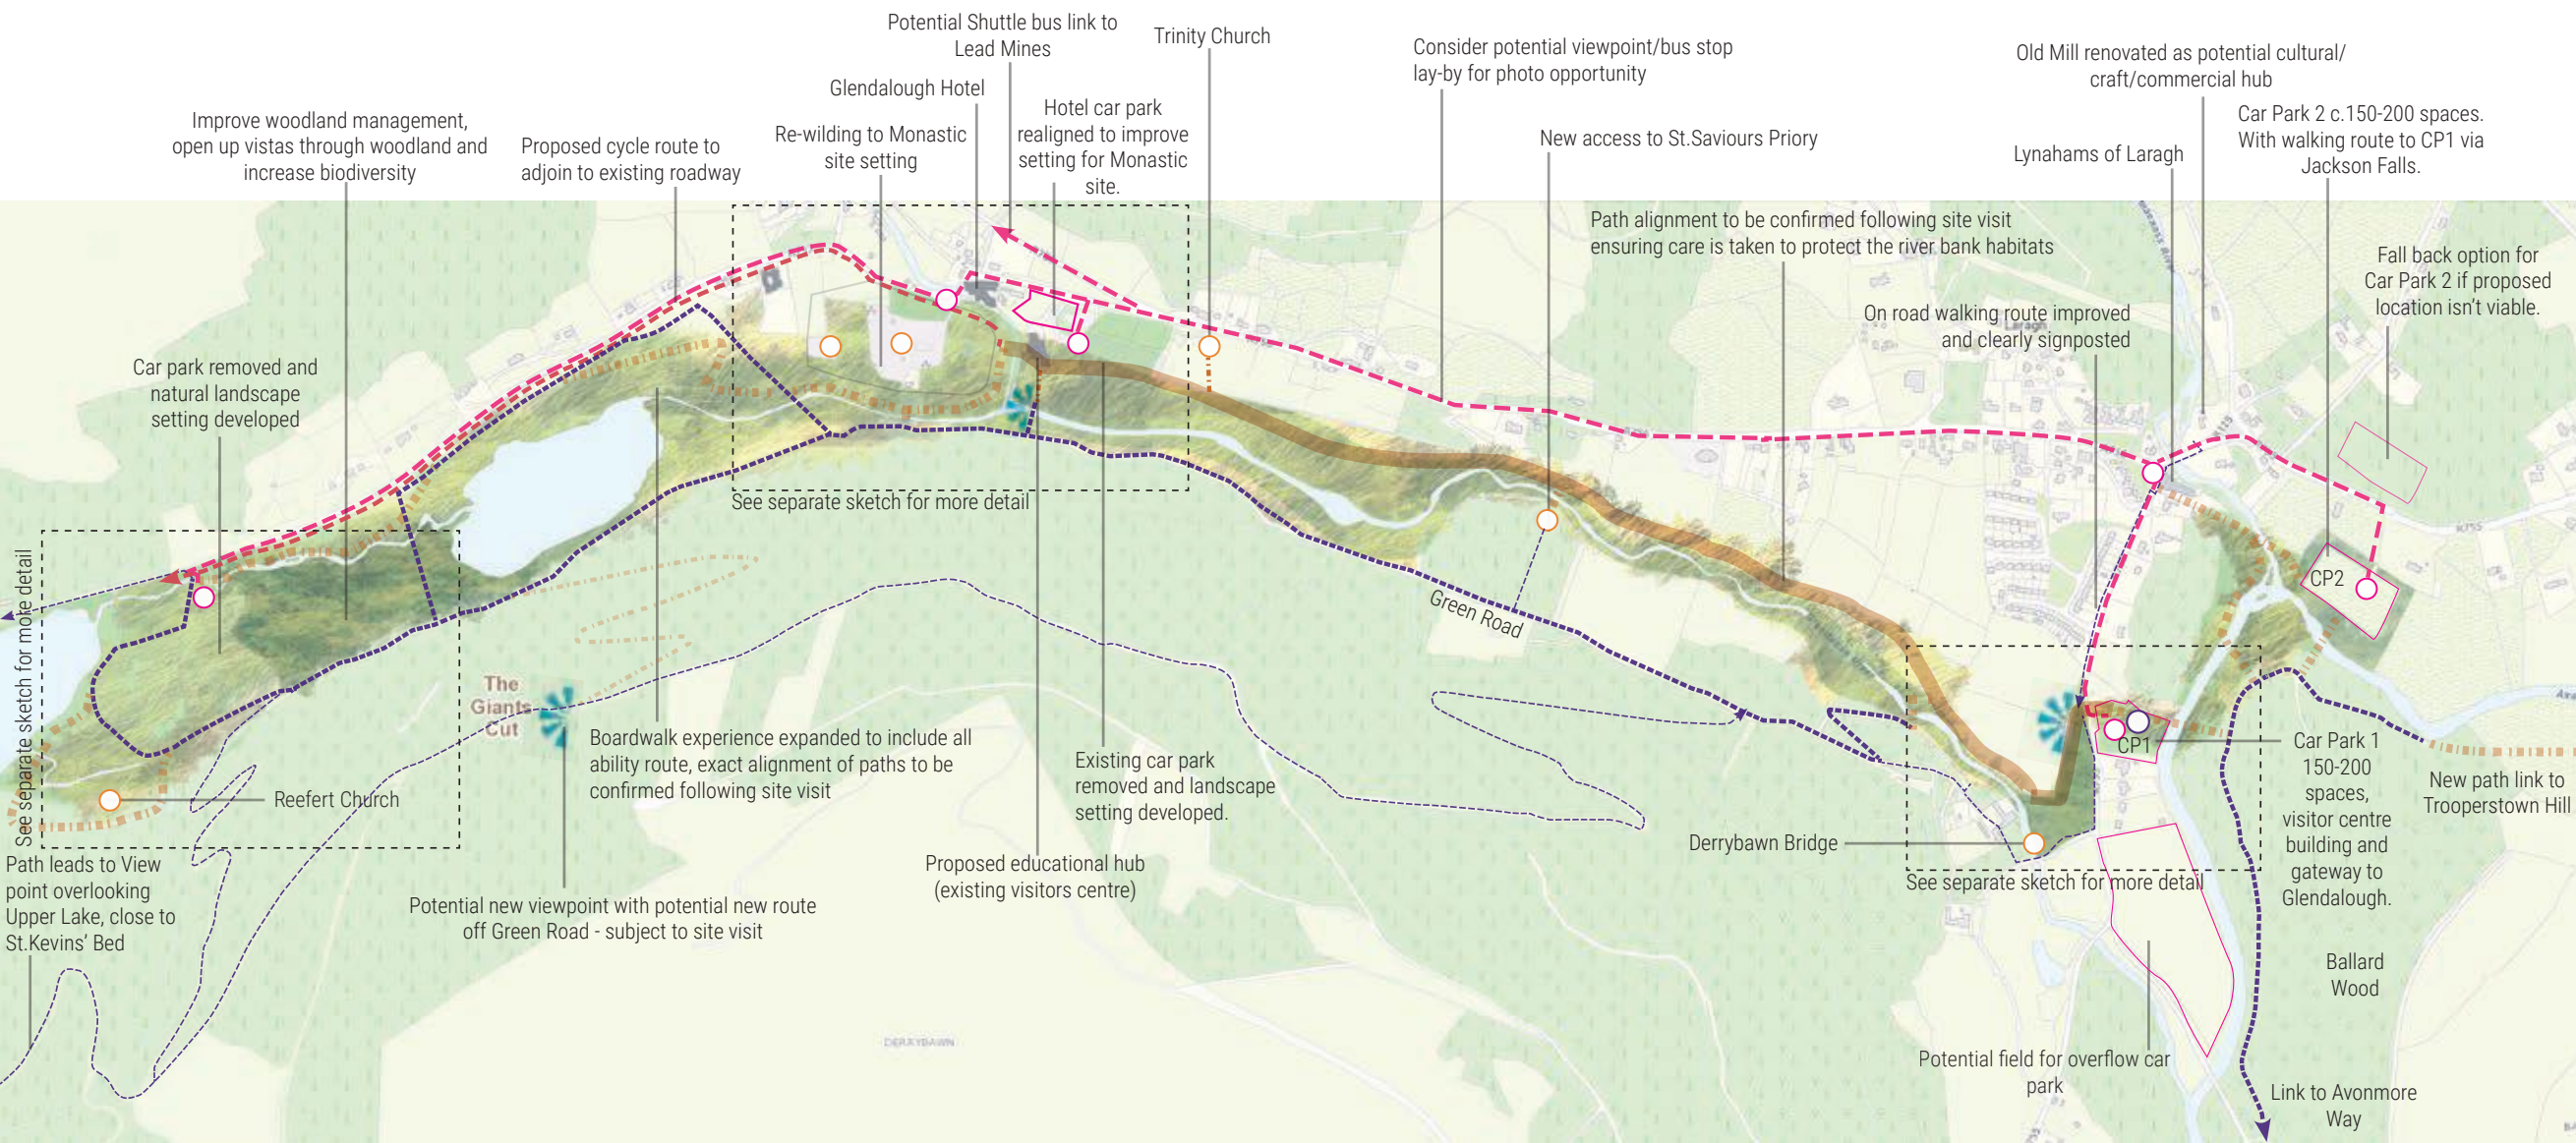 Potential Shuttle bus link to
Lead Mines
Trinity Church
Consider potential viewpoint/bus stop
lay-by for photo opportunity
Old Mill renovated as potential cultural/
craft/commercial hub
Glendalough Hotel
Hotel car park
realigned to improve
setting for Monastic
site.
Improve woodland management,
open up vistas through woodland and
increase biodiversity
Proposed cycle route to
adjoin to existing roadway
Re-wilding to Monastic
site setting
New access to St.Saviours Priory
Lynahams of Laragh
Car Park 2 c.150-200 spaces.
With walking route to CP1 via
Jackson Falls.
Path alignment to be confirmed following site visit
ensuring care is taken to protect the river bank habitats
Fall back option for
Car Park 2 if proposed
location isn't viable.
On road walking route improved
and clearly signposted
Laragh
Car park removed and
natural landscape
setting developed
See separate sketch for more detail
R755
CP2
Green Road
See separate sketch for more detail
The
Giants
Cut
Boardwalk experience expanded to include all
ability route, exact alignment of paths to be
confirmed following site visit
Existing car park
removed and landscape
setting developed.
CP1
Car Park 1
150-200
spaces,
visitor centre
building and
gateway to
Glendalough.
New path link to
Trooperstown Hill
Reefert Church
Derrybawn Bridge
See separate sketch for more detail
Path leads to View
point overlooking
Upper Lake, close to
St.Kevins' Bed
Proposed educational hub
(existing visitors centre)
Potential new viewpoint with potential new route
off Green Road - subject to site visit
Ballard
Wood
DERRYBAWN
Potential field for overflow car
park
Link to Avonmore
Way